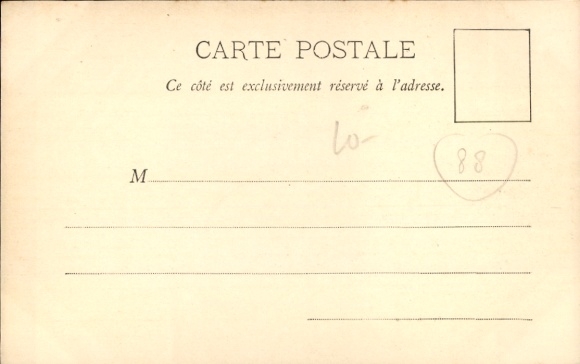 CARTE POSTALE
Ce côté est exclusivement réservé à l'adresse.
10-
88
M